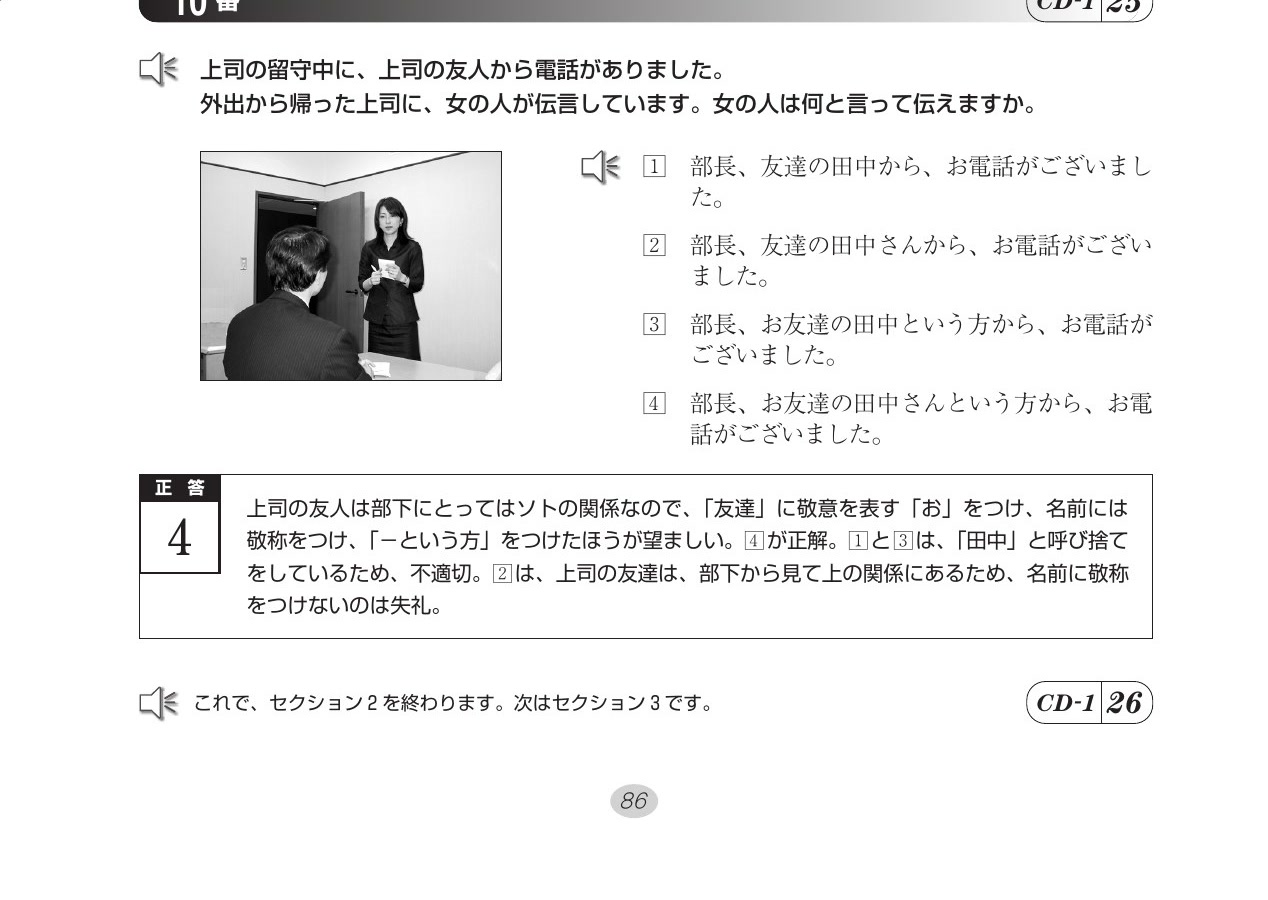 10番
CD-1 25
上司の留守中に、上司の友人から電話がありました。
外出から帰った上司に、女の人が伝言しています。女の人は何と言って伝えますか。
1 部長、友達の田中から、お電話がございまし
た。
2 部長、友達の田中さんから、お電話がござい
ました。
3 部長、お友達の田中という方から、お電話が
ございました。
4 部長、お友達の田中さんという方から、お電
話がございました。
正答
4
上司の友人は部下にとってはソトの関係なので、「友達」に敬意を表す「お」をつけ、名前には
敬称をつけ、「－という方」をつけたほうが望ましい。4が正解。1と3は、「田中」と呼び捨て
をしているため、不適切。2は、上司の友達は、部下から見て上の関係にあるため、名前に敬称
をつけないのは失礼。
これで、セクション2を終わります。次はセクション3です。
CD-1 26
86